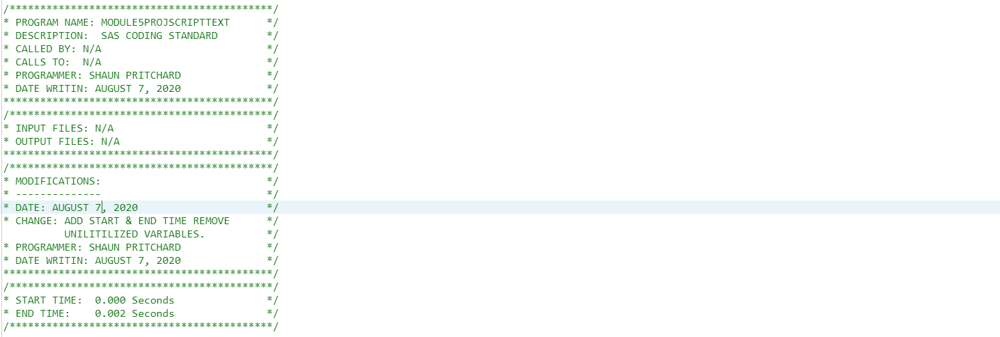 /*******************************************/
* PROGRAM NAME: MODULE5PROJSCRIPTTEXT      */
* DESCRIPTION:  SAS CODING STANDARD        */
* CALLED BY: N/A                           */
* CALLS TO:  N/A                           */
* PROGRAMMER: SHAUN PRITCHARD              */
* DATE WRITIN: AUGUST 7, 2020              */
********************************************/
/*******************************************/
* INPUT FILES: N/A                         */
* OUTPUT FILES: N/A                        */
********************************************/
/*******************************************/
* MODIFICATIONS:                           */
* --------------                           */
* DATE: AUGUST 7, 2020                     */
* CHANGE: ADD START & END TIME REMOVE      */
          UNILITILIZED VARIABLES.          */
* PROGRAMMER: SHAUN PRITCHARD              */
* DATE WRITIN: AUGUST 7, 2020              */
********************************************/
/*******************************************/
* START TIME:  0.000 Seconds               */
* END TIME:    0.002 Seconds               */
/*******************************************/